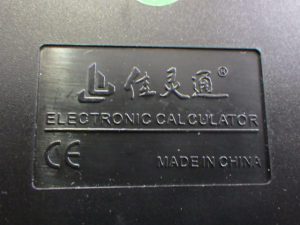 佳灵通®
ELECTRONIC CALCULATOR
CE
MADE IN CHINA